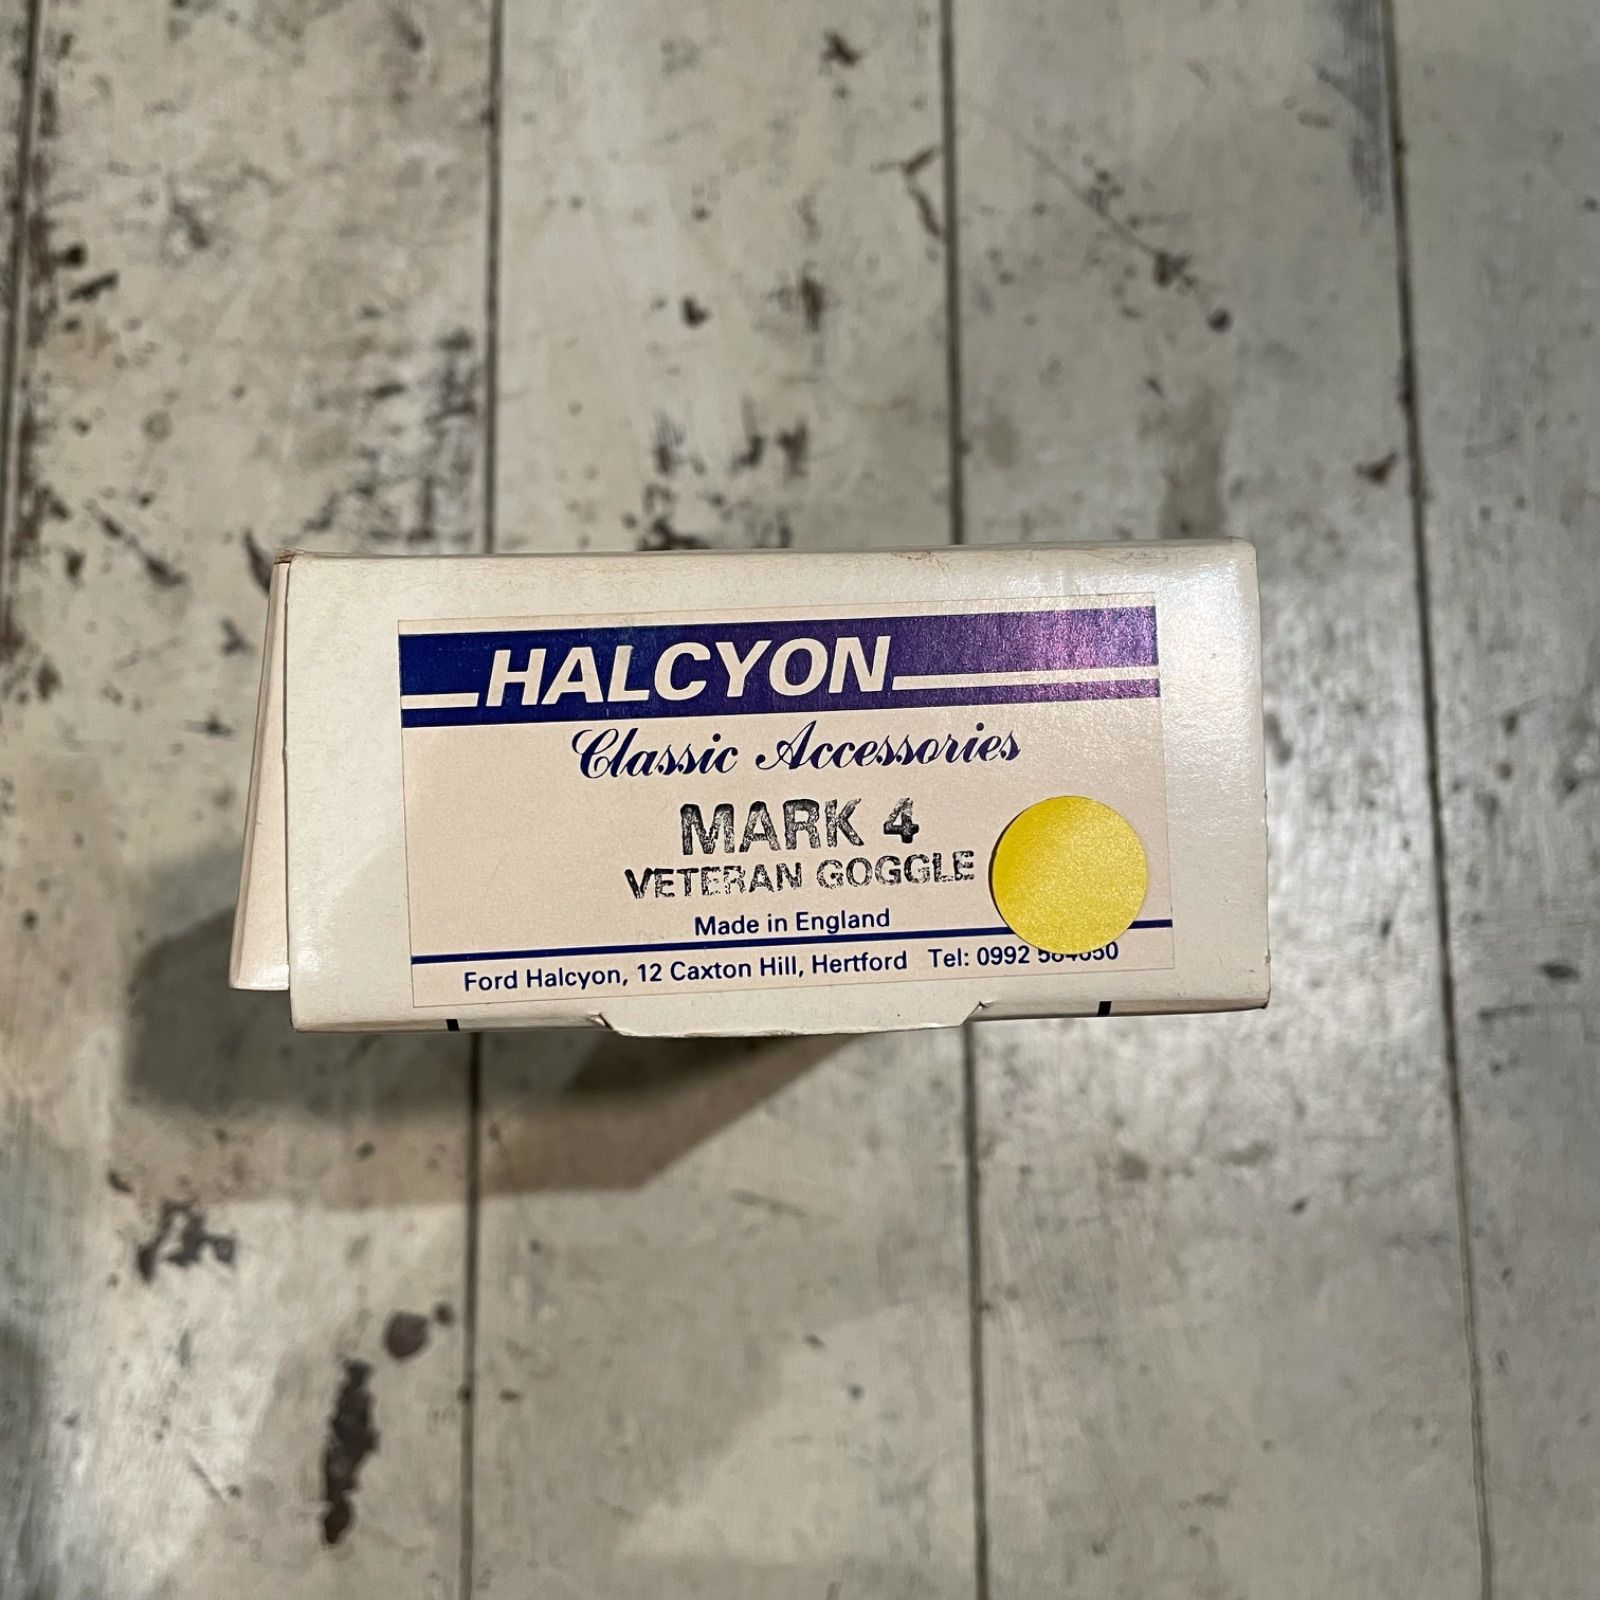 HALCYON
Classic Accessories
MARK 4
VETERAN GOGGLE
Made in England
Ford Halcyon, 12 Caxton Hill, Hertford Tel: 0992